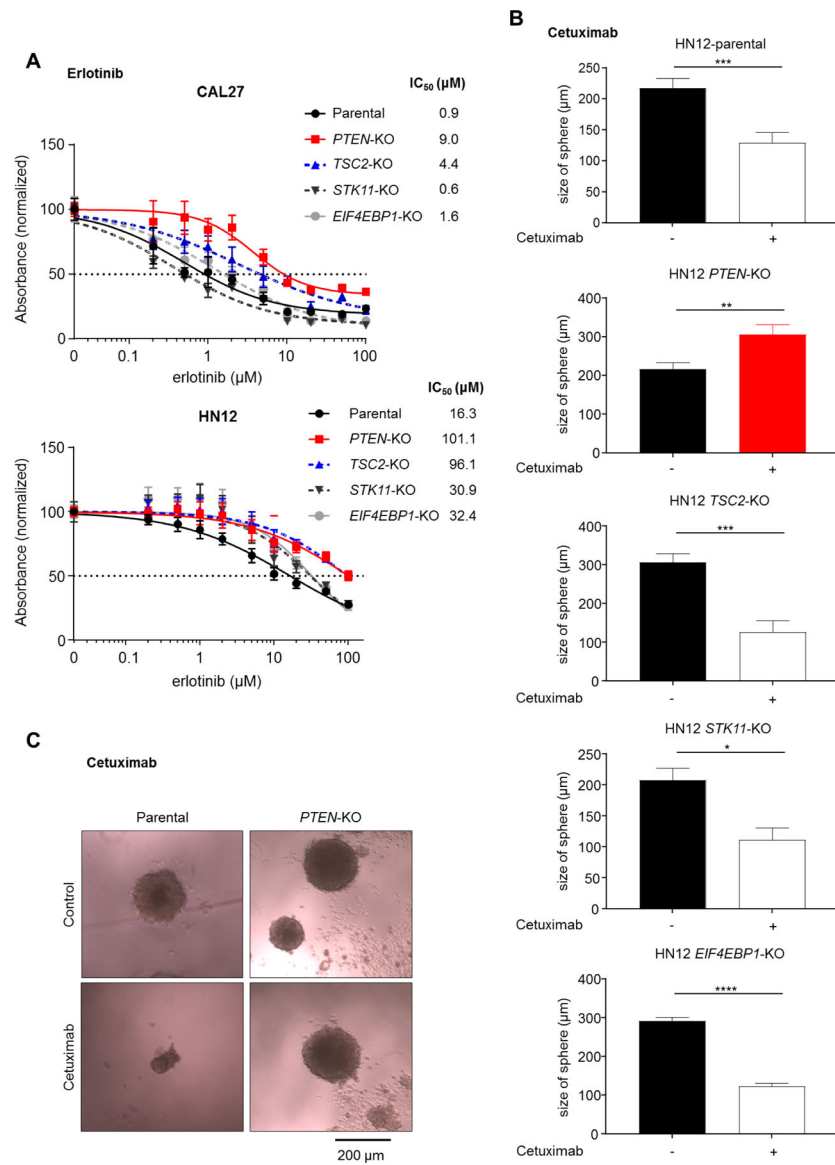 A
Erlotinib
CAL27
IC50 (µM)
Parental 0.9
PTEN-KO 9.0
TSC2-KO 4.4
STK11-KO 0.6
EIF4EBP1-KO 1.6
Absorbance (normalized)
150
100
50
0
0 0.1 1 10 100
erlotinib (µM)
HN12
IC50 (µM)
Parental 16.3
PTEN-KO 101.1
TSC2-KO 96.1
STK11-KO 30.9
EIF4EBP1-KO 32.4
Absorbance (normalized)
150
100
50
0
0 0.1 1 10 100
erlotinib (µM)
B
Cetuximab
HN12-parental
***
size of sphere (µm)
250
200
150
100
50
0
Cetuximab - +
HN12 PTEN-KO
**
size of sphere (µm)
400
300
200
100
0
Cetuximab - +
HN12 TSC2-KO
***
size of sphere (µm)
400
300
200
100
0
Cetuximab - +
HN12 STK11-KO
*
size of sphere (µm)
250
200
150
100
50
0
Cetuximab - +
HN12 EIF4EBP1-KO
****
size of sphere (µm)
400
300
200
100
0
Cetuximab - +
C
Cetuximab
Parental PTEN-KO
Control
Cetuximab
200 µm